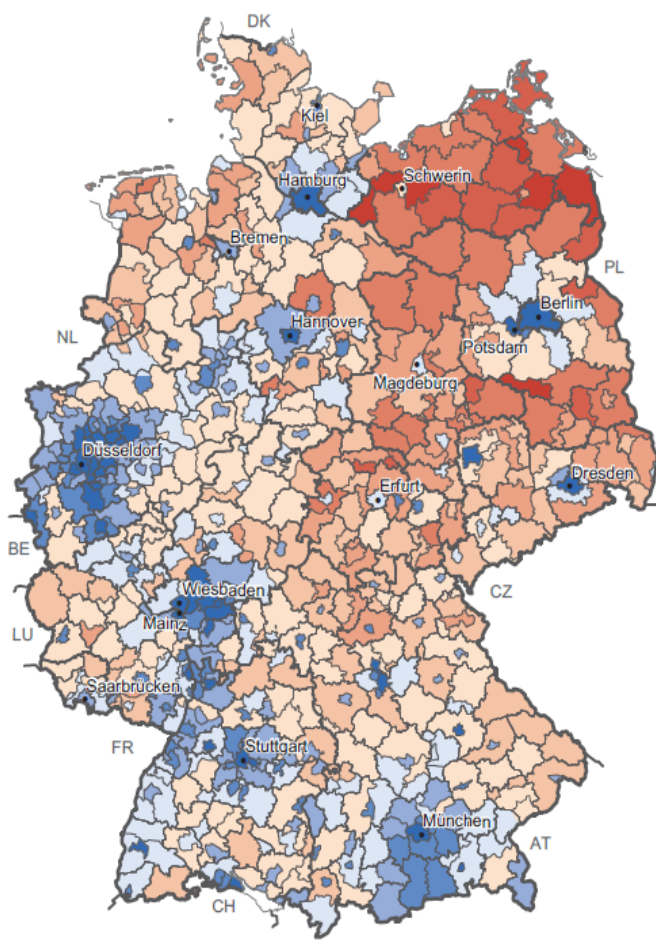 DK
Kiel
Hamburg
Schwerin
Bremen
PL
Berlin
NL
Hannover
Potsdam
Magdeburg
Düsseldorf
Erfurt
Dresden
BE
Wiesbaden
CZ
LU
Mainz
Saarbrücken
FR
Stuttgart
München
AT
CH